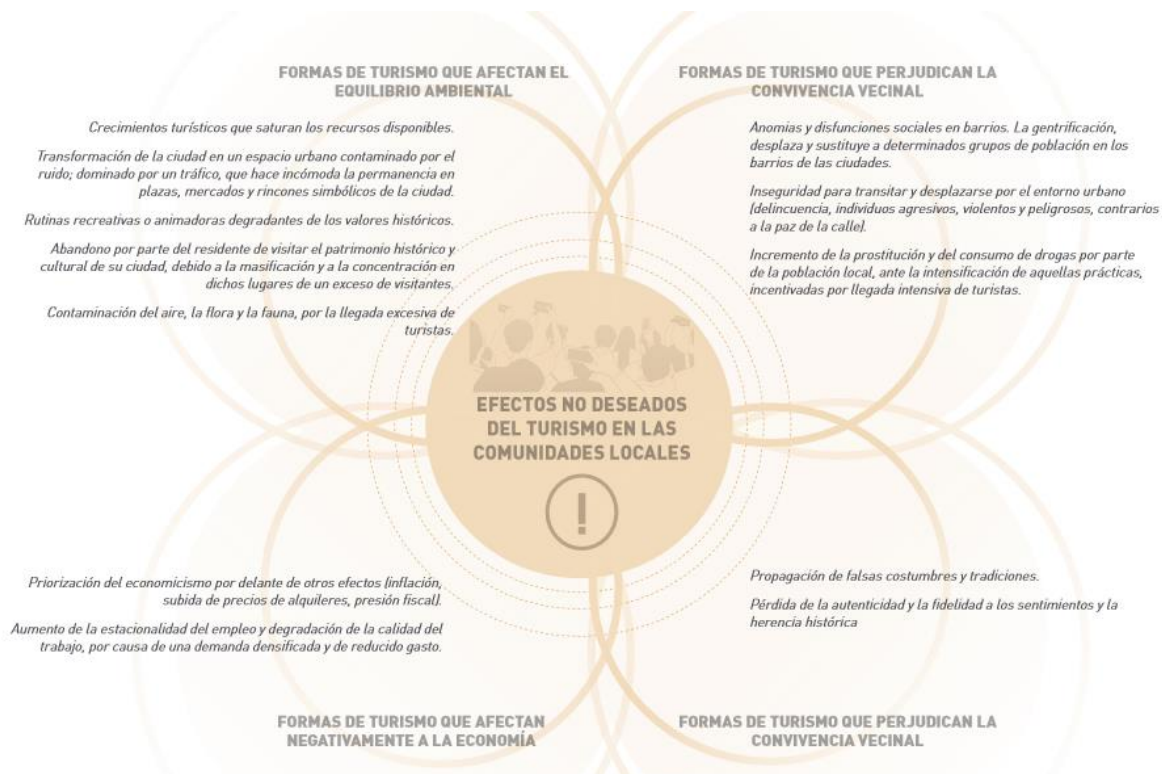 FORMAS DE TURISMO QUE AFECTAN EL
EQUILIBRIO AMBIENTAL
Crecimientos turísticos que saturan los recursos disponibles.
Transformación de la ciudad en un espacio urbano contaminado por el
ruido; dominado por un tráfico, que hace incómoda la permanencia en
plazas, mercados y rincones simbólicos de la ciudad.
Rutinas recreativas o animadoras degradantes de los valores históricos.
Abandono por parte del residente de visitar el patrimonio histórico y
cultural de su ciudad, debido a la masificación y a la concentración en
dichos lugares de un exceso de visitantes.
Contaminación del aire, la flora y la fauna, por la llegada excesiva de
turistas.
FORMAS DE TURISMO QUE PERJUDICAN LA
CONVIVENCIA VECINAL
Anomias y disfunciones sociales en barrios. La gentrificación,
desplaza y sustituye a determinados grupos de población en los
barrios de las ciudades.
Inseguridad para transitar y desplazarse por el entorno urbano
(delincuencia, individuos agresivos, violentos y peligrosos, contrarios
a la paz de la calle).
Incremento de la prostitución y del consumo de drogas por parte
de la población local, ante la intensificación de aquellas prácticas,
incentivadas por llegada intensiva de turistas.
EFECTOS NO DESEADOS
DEL TURISMO EN LAS
COMUNIDADES LOCALES
!
Priorización del economicismo por delante de otros efectos (inflación,
subida de precios de alquileres, presión fiscal).
Aumento de la estacionalidad del empleo y degradación de la calidad del
trabajo, por causa de una demanda densificada y de reducido gasto.
FORMAS DE TURISMO QUE AFECTAN
NEGATIVAMENTE A LA ECONOMÍA
Propagación de falsas costumbres y tradiciones.
Pérdida de la autenticidad y la fidelidad a los sentimientos y la
herencia histórica
FORMAS DE TURISMO QUE PERJUDICAN LA
CONVIVENCIA VECINAL